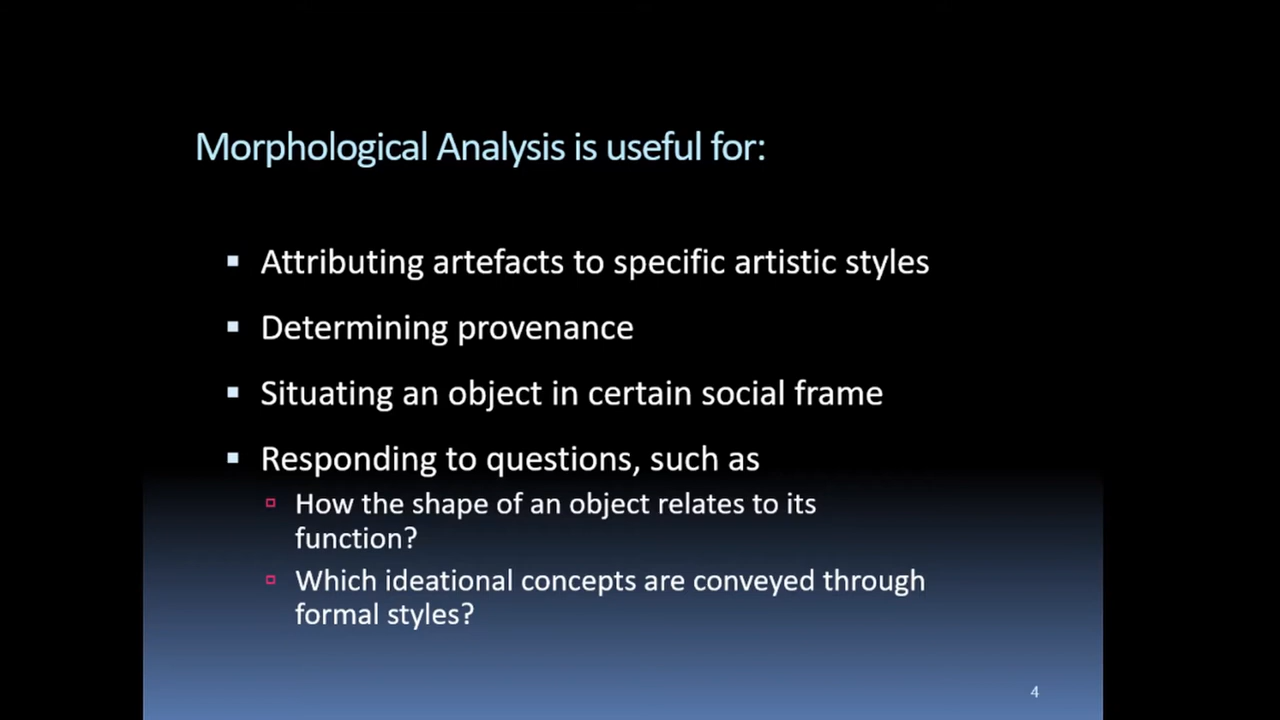 Morphological Analysis is useful for:
Attributing artefacts to specific artistic styles
Determining provenance
Situating an object in certain social frame
Responding to questions, such as
How the shape of an object relates to its
function?
Which ideational concepts are conveyed through
formal styles?
4